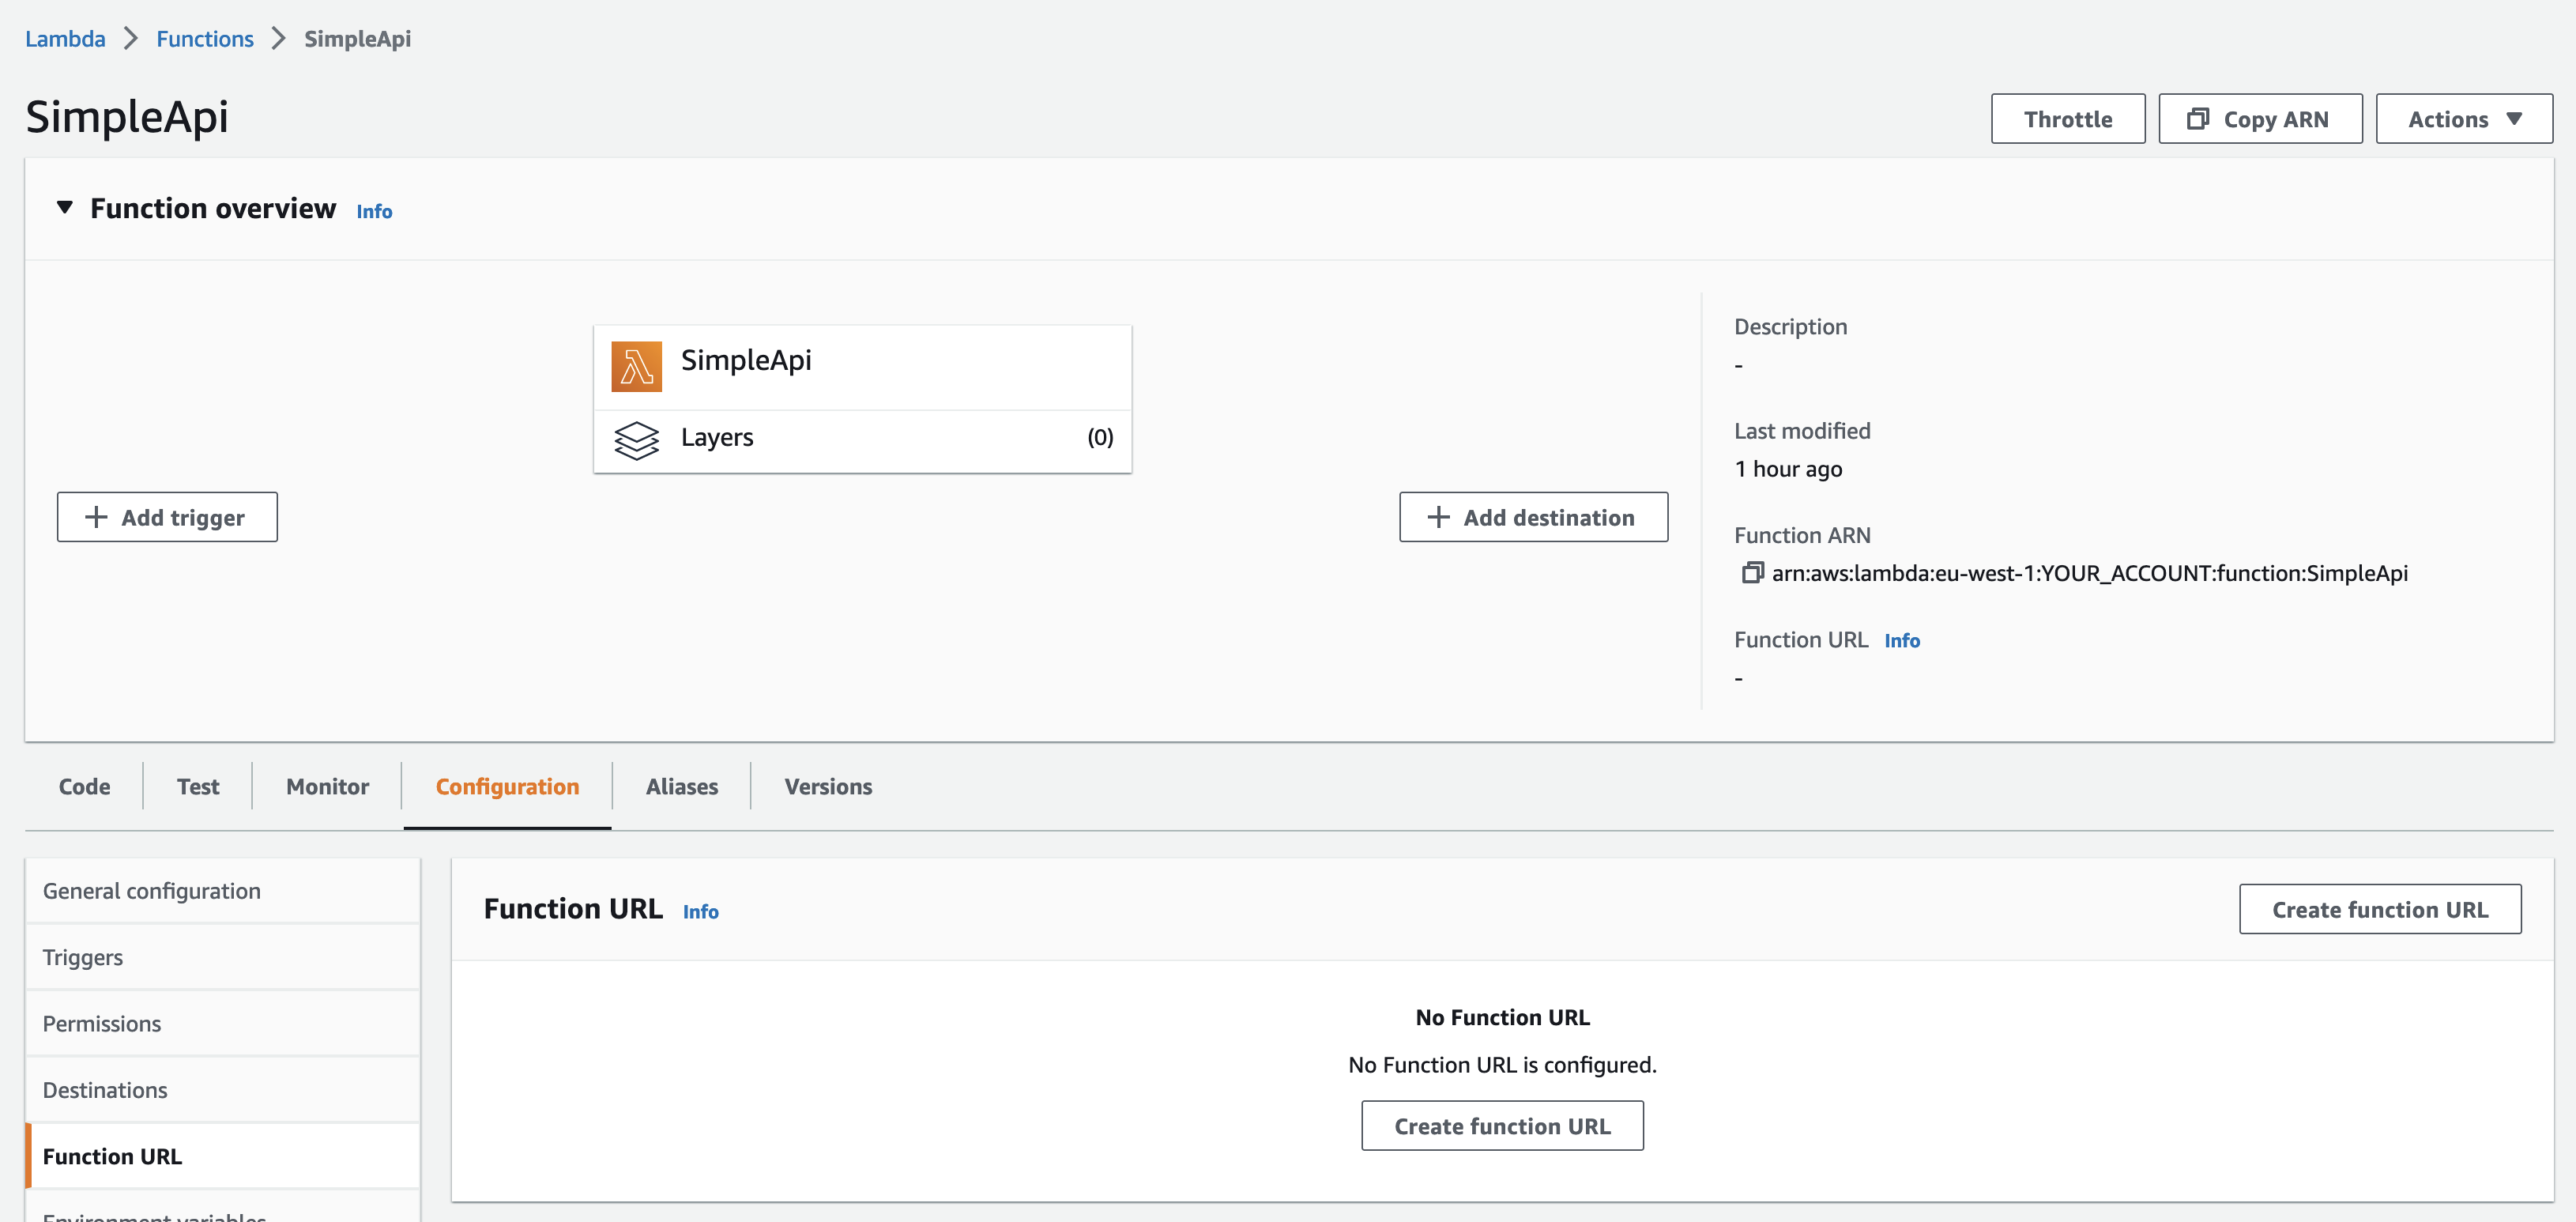 Lambda > Functions > SimpleApi
SimpleApi
Throttle
Copy ARN
Actions
Function overview Info
SimpleApi
Layers (0)
+ Add trigger
+ Add destination
Description
-
Last modified
1 hour ago
Function ARN
arn:aws:lambda:eu-west-1:YOUR_ACCOUNT:function:SimpleApi
Function URL Info
-
Code
Test
Monitor
Configuration
Aliases
Versions
General configuration
Triggers
Permissions
Destinations
Function URL
Environment variables
Function URL Info
Create function URL
No Function URL
No Function URL is configured.
Create function URL